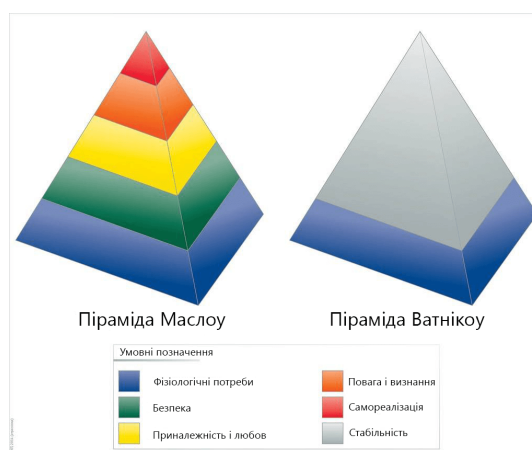 Піраміда Маслоу
Піраміда Ватнікоу
Умовні позначення
Фізіологічні потреби
Повага і визнання
Безпека
Самореалізація
Приналежність і любов
Стабільність